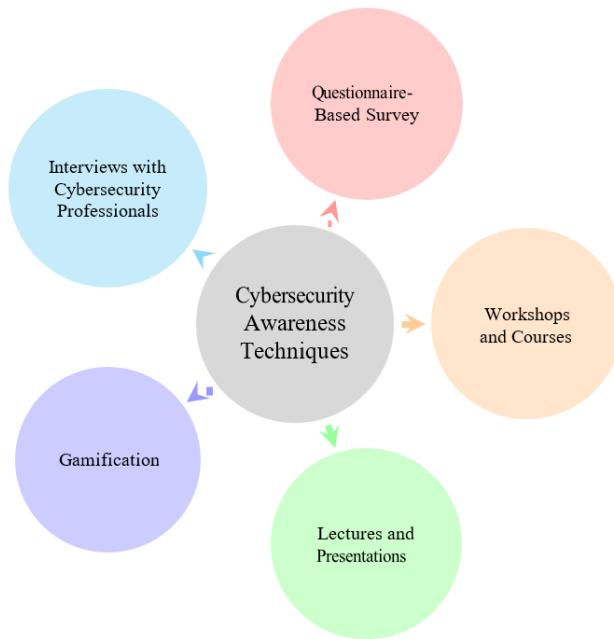 Questionnaire-
Based Survey
Interviews with
Cybersecurity
Professionals
Cybersecurity
Awareness
Techniques
Workshops
and Courses
Gamification
Lectures and
Presentations